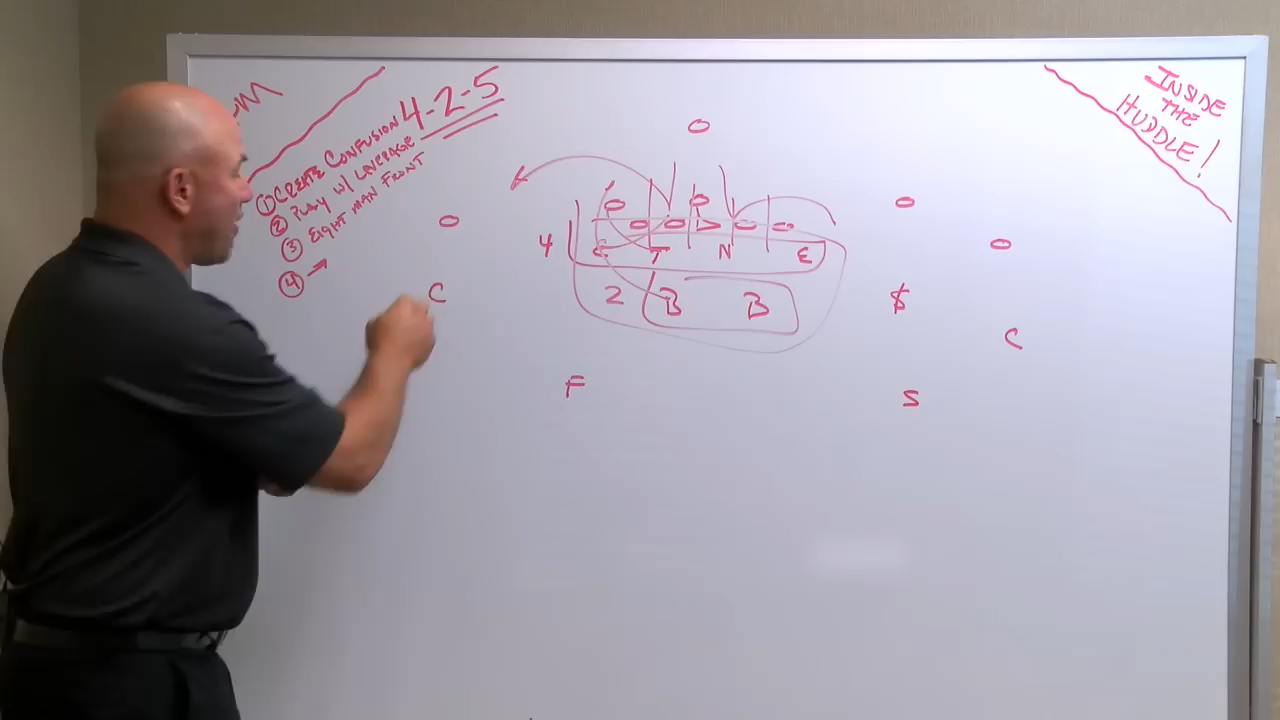 4-2-5
① CREATE CONFUSION
② PLAY W/ LEVERAGE
③ EIGHT MAN FRONT
④ →
INSIDE
THE
HUDDLE!
4
E T N E
2 B B
C
$
C
F
S